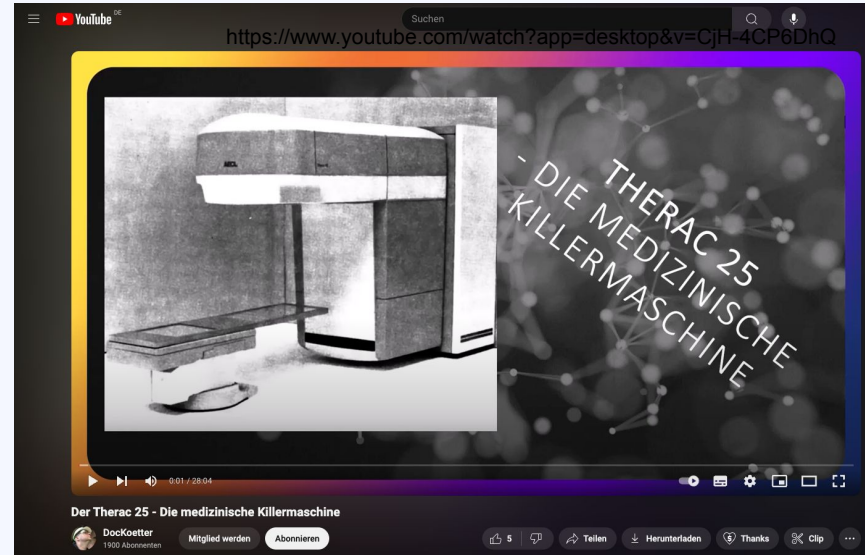 YouTube DE
Suchen
https://www.youtube.com/watch?app=desktop&v=CjH-4CP6DhQ
AECL
THERAC 25
- DIE MEDIZINISCHE
KILLERMASCHINE
0:01 / 28:04
Der Therac 25 - Die medizinische Killermaschine
DocKoetter
1900 Abonnenten
Mitglied werden
Abonnieren
5
Teilen
Herunterladen
Thanks
Clip